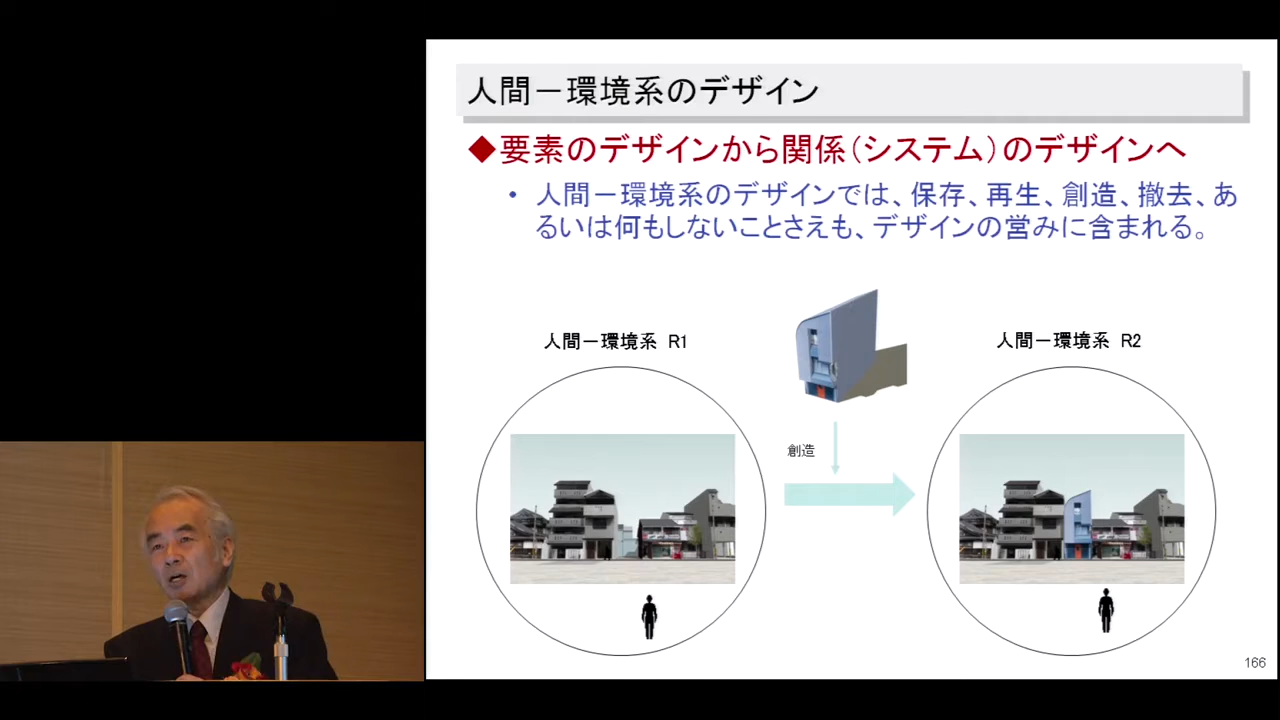 人間－環境系のデザイン
◆要素のデザインから関係（システム）のデザインへ
• 人間－環境系のデザインでは、保存、再生、創造、撤去、あ
るいは何もしないことさえも、デザインの営みに含まれる。
人間－環境系 R1
人間－環境系 R2
創造
166